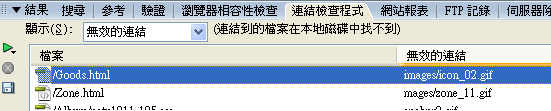 結果 搜尋 參考 驗證 瀏覽器相容性檢查 連結檢查程式 網站報表 FTP 記錄 伺服器除
顯示(S): 無效的連結 (連結到的檔案在本地磁碟中找不到)
檔案 無效的連結
/Goods.html images/icon_02.gif
/Zone.html images/zone_11.gif